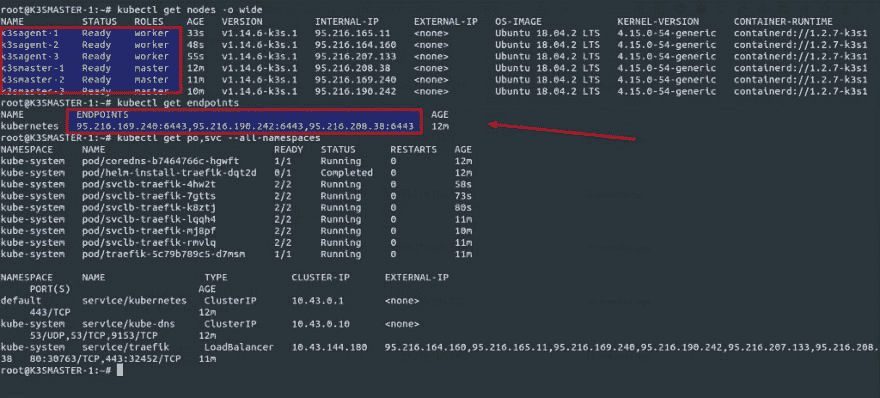 root@K3SMASTER-1:~# kubectl get nodes -o wide
NAME STATUS ROLES AGE VERSION INTERNAL-IP EXTERNAL-IP OS-IMAGE KERNEL-VERSION CONTAINER-RUNTIME
k3sagent-1 Ready worker 33s v1.14.6-k3s.1 95.216.165.11 <none> Ubuntu 18.04.2 LTS 4.15.0-54-generic containerd://1.2.7-k3s1
k3sagent-2 Ready worker 48s v1.14.6-k3s.1 95.216.164.160 <none> Ubuntu 18.04.2 LTS 4.15.0-54-generic containerd://1.2.7-k3s1
k3sagent-3 Ready worker 55s v1.14.6-k3s.1 95.216.207.133 <none> Ubuntu 18.04.2 LTS 4.15.0-54-generic containerd://1.2.7-k3s1
k3smaster-1 Ready master 12m v1.14.6-k3s.1 95.216.208.38 <none> Ubuntu 18.04.2 LTS 4.15.0-54-generic containerd://1.2.7-k3s1
k3smaster-2 Ready master 11m v1.14.6-k3s.1 95.216.169.240 <none> Ubuntu 18.04.2 LTS 4.15.0-54-generic containerd://1.2.7-k3s1
k3smaster-3 Ready master 10m v1.14.6-k3s.1 95.216.190.242 <none> Ubuntu 18.04.2 LTS 4.15.0-54-generic containerd://1.2.7-k3s1
root@K3SMASTER-1:~# kubectl get endpoints
NAME ENDPOINTS AGE
kubernetes 95.216.169.240:6443,95.216.190.242:6443,95.216.208.38:6443 12m
root@K3SMASTER-1:~# kubectl get po,svc --all-namespaces
NAMESPACE NAME READY STATUS RESTARTS AGE
kube-system pod/coredns-b7464766c-hgwft 1/1 Running 0 12m
kube-system pod/helm-install-traefik-dqt2d 0/1 Completed 0 12m
kube-system pod/svclb-traefik-4hw2t 2/2 Running 0 58s
kube-system pod/svclb-traefik-7gtts 2/2 Running 0 73s
kube-system pod/svclb-traefik-k8ztj 2/2 Running 0 80s
kube-system pod/svclb-traefik-lqqh4 2/2 Running 0 11m
kube-system pod/svclb-traefik-mj8pf 2/2 Running 0 10m
kube-system pod/svclb-traefik-rmvlq 2/2 Running 0 11m
kube-system pod/traefik-5c79b789c5-d7msm 1/1 Running 0 11m
NAMESPACE NAME TYPE CLUSTER-IP EXTERNAL-IP
PORT(S) AGE
default service/kubernetes ClusterIP 10.43.0.1 <none>
443/TCP 12m
kube-system service/kube-dns ClusterIP 10.43.0.10 <none>
53/UDP,53/TCP,9153/TCP 12m
kube-system service/traefik LoadBalancer 10.43.144.180 95.216.164.160,95.216.165.11,95.216.169.240,95.216.190.242,95.216.207.133,95.216.208.
38 80:30763/TCP,443:32452/TCP 11m
root@K3SMASTER-1:~#